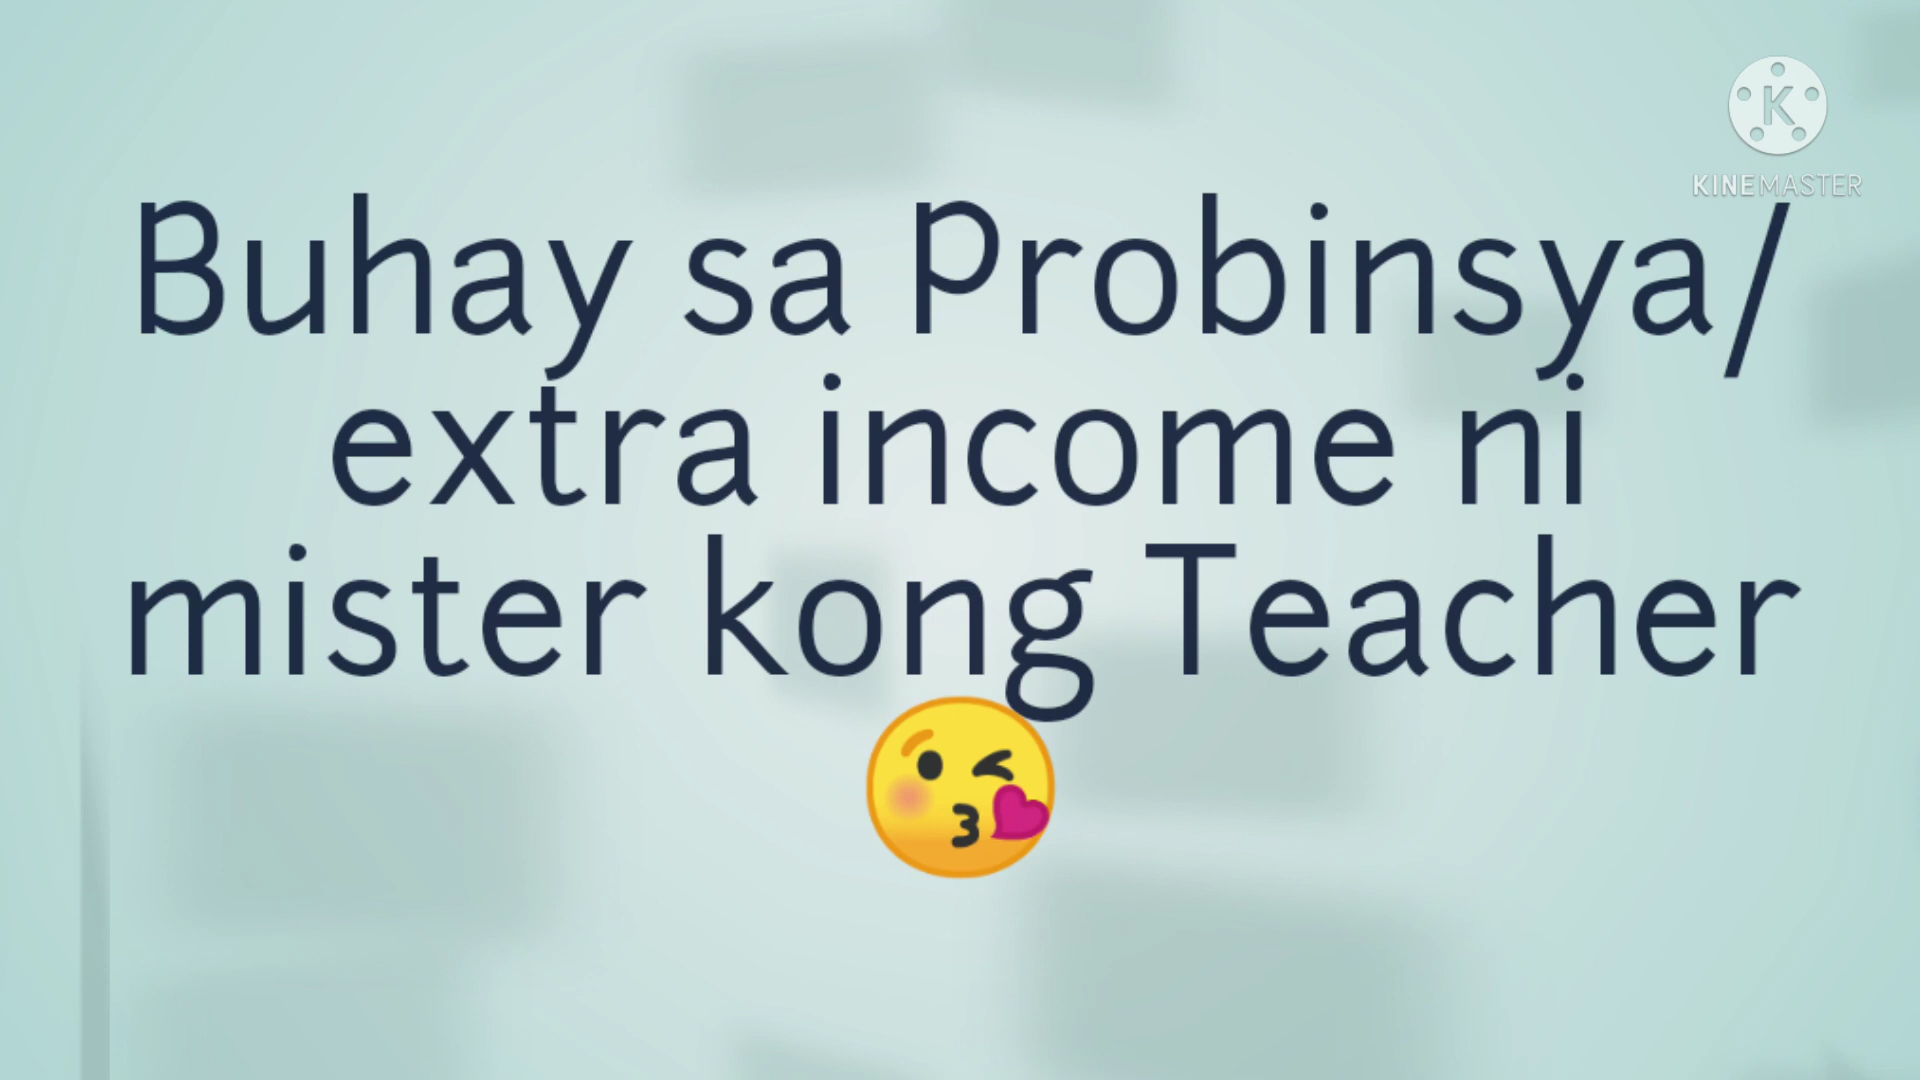 K
KINEMASTER
Buhay sa Probinsya/
extra income ni
mister kong Teacher
😘